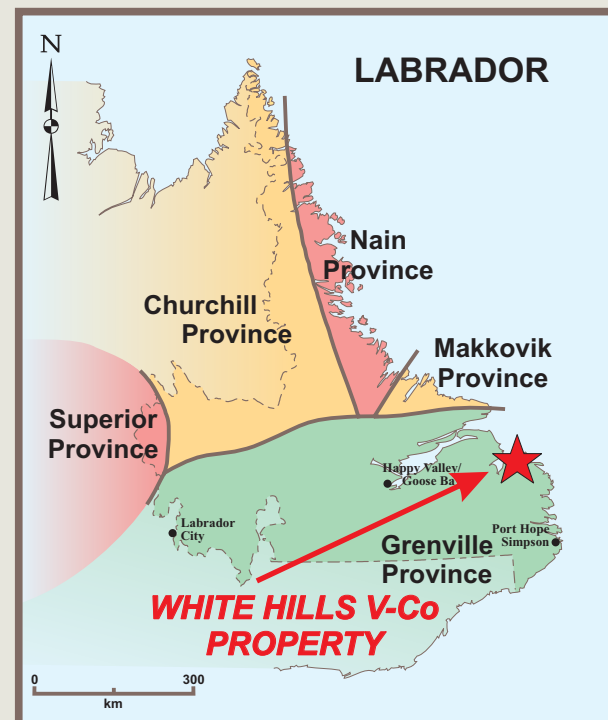 N
LABRADOR
Nain
Province
Churchill
Province
Makkovik
Province
Superior
Province
Happy Valley/
Goose Ba
Labrador
City
Port Hope
Simpson
Grenville
Province
WHITE HILLS V-Co
PROPERTY
0 300
km